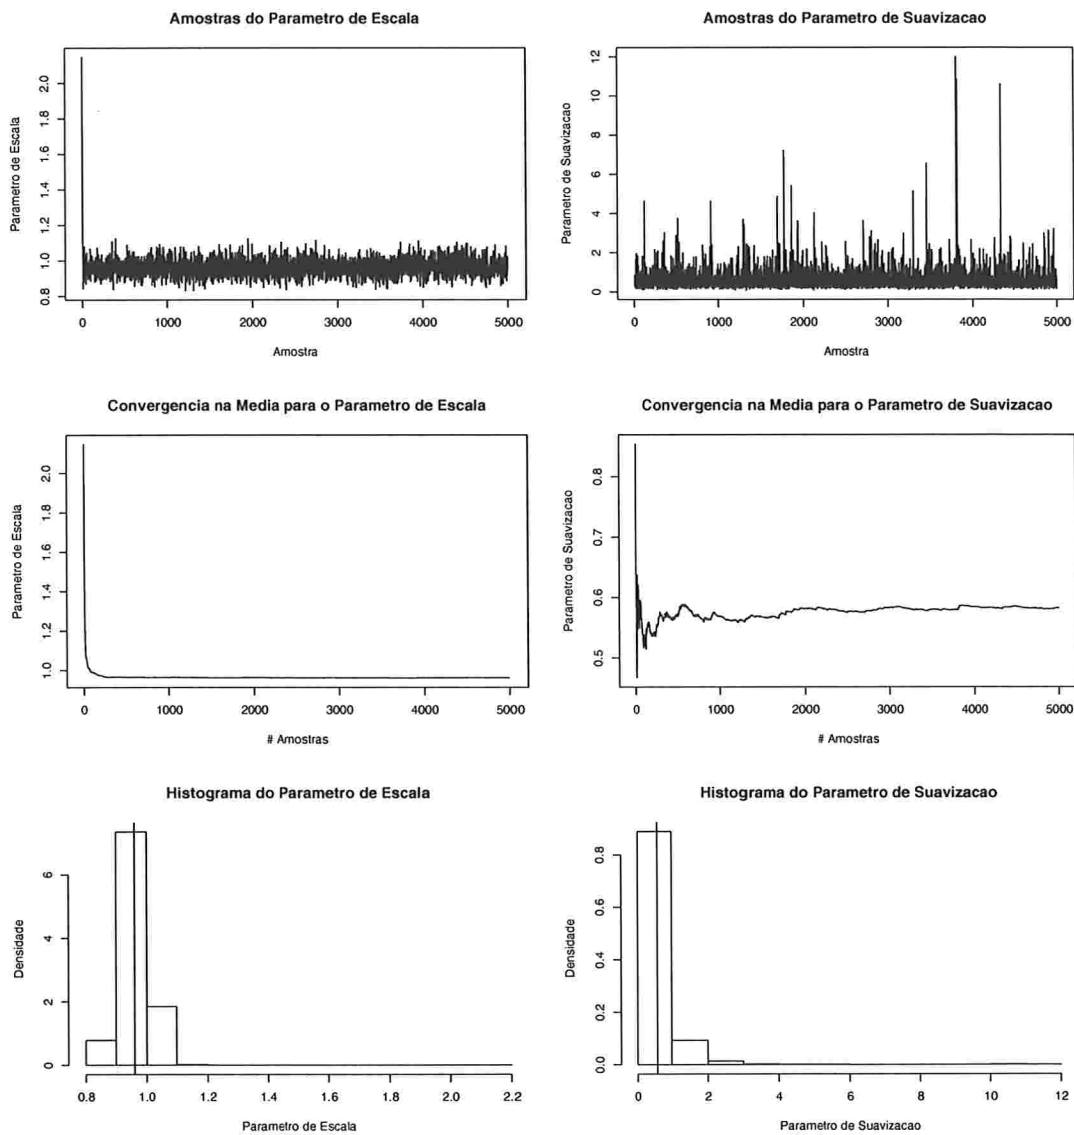 Amostras do Parametro de Escala
Parametro de Escala
2.0
1.8
1.6
1.4
1.2
1.0
0.8
0 1000 2000 3000 4000 5000
Amostra
Amostras do Parametro de Suavizacao
Parametro de Suavizacao
12
10
8
6
4
2
0
0 1000 2000 3000 4000 5000
Amostra
Convergencia na Media para o Parametro de Escala
Parametro de Escala
2.0
1.8
1.6
1.4
1.2
1.0
0 1000 2000 3000 4000 5000
# Amostras
Convergencia na Media para o Parametro de Suavizacao
Parametro de Suavizacao
0.8
0.7
0.6
0.5
0 1000 2000 3000 4000 5000
# Amostras
Histograma do Parametro de Escala
Densidade
6
4
2
0
0.8 1.0 1.2 1.4 1.6 1.8 2.0 2.2
Parametro de Escala
Histograma do Parametro de Suavizacao
Densidade
0.8
0.6
0.4
0.2
0.0
0 2 4 6 8 10 12
Parametro de Suavizacao